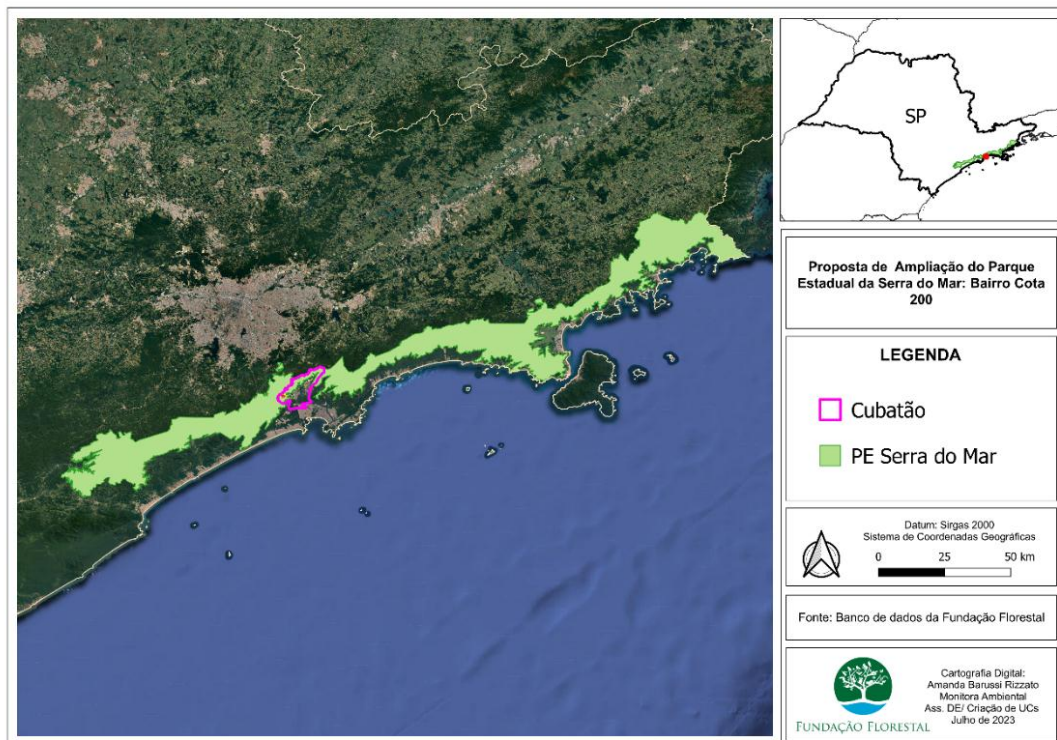 SP
Proposta de Ampliação do Parque
Estadual da Serra do Mar: Bairro Cota
200
LEGENDA
Cubatão
PE Serra do Mar
Datum: Sirgas 2000
Sistema de Coordenadas Geográficas
0 25 50 km
Fonte: Banco de dados da Fundação Florestal
FUNDAÇÃO FLORESTAL
Cartografia Digital:
Amanda Barussi Rizzato
Monitora Ambiental
Ass. DE/ Criação de UCs
Julho de 2023